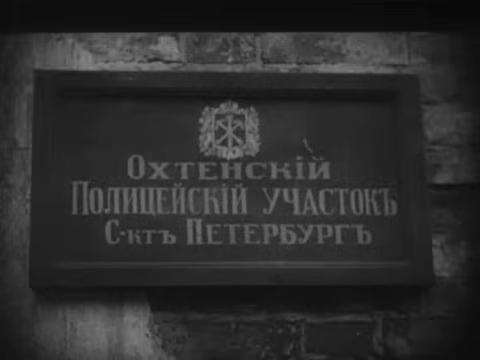 Охтенскій
Полицейскій участокъ
С-ктъ Петербургъ